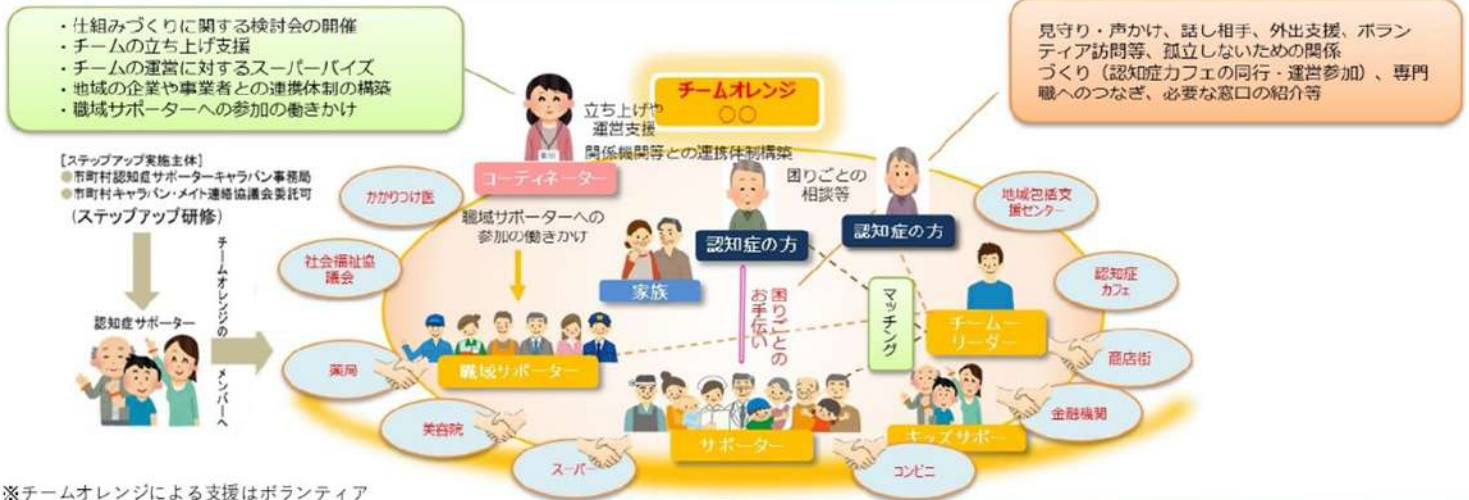 ・仕組みづくりに関する検討会の開催
・チームの立ち上げ支援
・チームの運営に対するスーパーバイズ
・地域の企業や事業者との連携体制の構築
・職域サポーターへの参加の働きかけ
見守り・声かけ、話し相手、外出支援、ボラン
ティア訪問等、孤立しないための関係
づくり（認知症カフェの同行・運営参加）、専門
職へのつなぎ、必要な窓口の紹介等
チームオレンジ
○○
立ち上げや
運営支援
関係機関等との連携体制構築
コーディネーター
困りごとの
相談等
[ステップアップ実施主体]
●市町村認知症サポーターキャラバン事務局
●市町村キャラバン・メイト連絡協議会委託可
(ステップアップ研修)
かかりつけ医
地域包括支
援センター
職域サポーターへの
参加の働きかけ
認知症の方
認知症の方
社会福祉協
議会
認知症
カフェ
家族
チームオレンジの メンバーへ
困りごとの
お手伝い
マッチング
認知症サポーター
チームー
リーダー
薬局
職域サポーター
商店街
美容院
金融機関
サポーター
キッズサポー
スーパー
コンビニ
※チームオレンジによる支援はボランティア